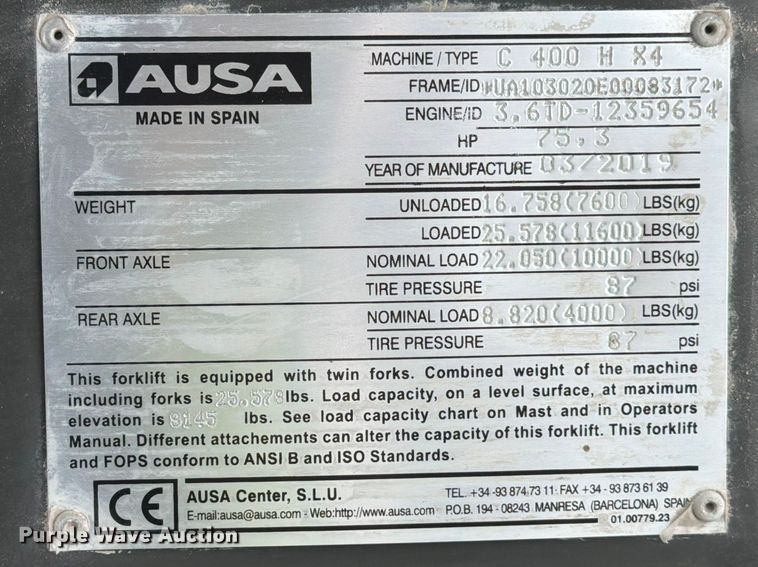 AUSA
MADE IN SPAIN
MACHINE / TYPE C 400 H X4
FRAME/ID *UA103020E00083172*
ENGINE/ID 3,6TD-12359654
HP 75,3
YEAR OF MANUFACTURE 03/2019
WEIGHT UNLOADED 16.758(7600) LBS(kg)
LOADED 25.578(11600) LBS(kg)
FRONT AXLE NOMINAL LOAD 22.050(10000) LBS(kg)
TIRE PRESSURE 87 psi
REAR AXLE NOMINAL LOAD 8.820(4000) LBS(kg)
TIRE PRESSURE 87 psi
This forklift is equipped with twin forks. Combined weight of the machine
including forks is 25.578 lbs. Load capacity, on a level surface, at maximum
elevation is 8145 lbs. See load capacity chart on Mast and in Operators
Manual. Different attachements can alter the capacity of this forklift. This forklift
and FOPS conform to ANSI B and ISO Standards.
CE
AUSA Center, S.L.U.
E-mail:ausa@ausa.com - Web:http://www.ausa.com
TEL. +34 -93 874 73 11 · FAX +34 - 93 873 61 39
P.O.B. 194 - 08243 MANRESA (BARCELONA) SPAIN
01.00779.23
Purple Wave Auction